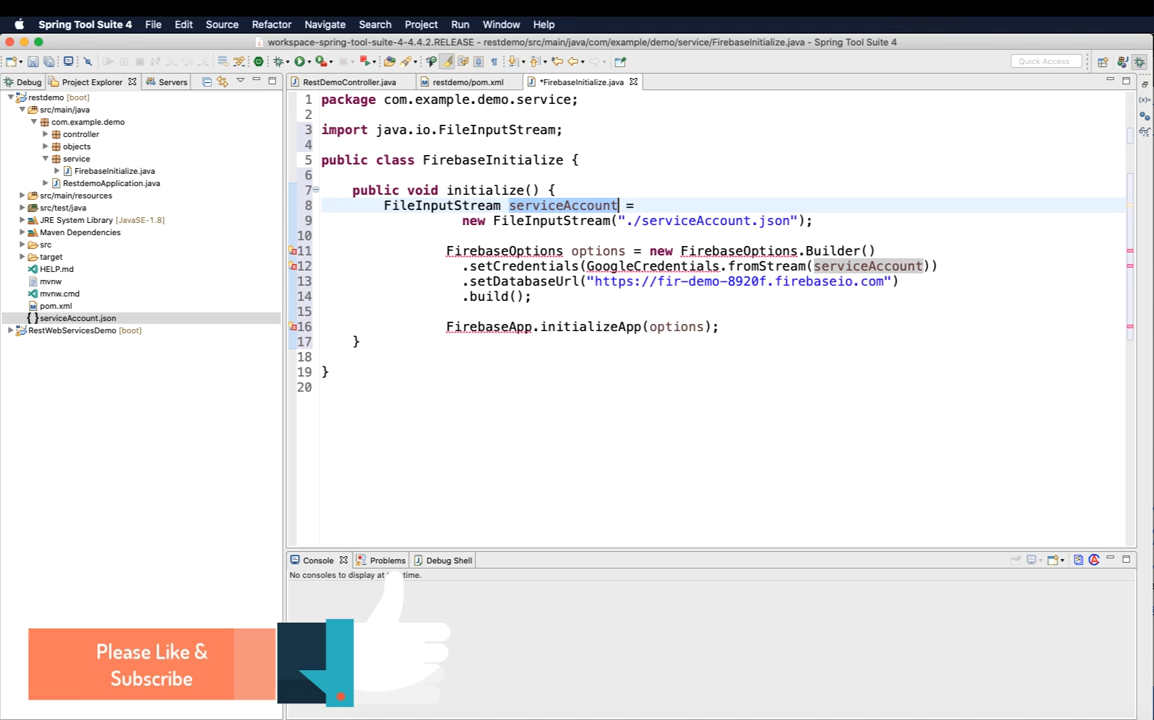 Spring Tool Suite 4 File Edit Source Refactor Navigate Search Project Run Window Help
workspace-spring-tool-suite-4-4.4.2.RELEASE - restdemo/src/main/java/com/example/demo/service/FirebaseInitialize.java - Spring Tool Suite 4
Quick Access
Debug Project Explorer Servers
RestDemoController.java restdemo/pom.xml *FirebaseInitialize.java
restdemo [boot]
src/main/java
com.example.demo
controller
objects
service
FirebaseInitialize.java
RestdemoApplication.java
src/main/resources
src/test/java
JRE System Library [JavaSE-1.8]
Maven Dependencies
src
target
HELP.md
mvnw
mvnw.cmd
pom.xml
serviceAccount.json
RestWebServicesDemo [boot]
1 package com.example.demo.service;
2
3 import java.io.FileInputStream;
4
5 public class FirebaseInitialize {
6
7 public void initialize() {
8 FileInputStream serviceAccount =
9 new FileInputStream("./serviceAccount.json");
10
11 FirebaseOptions options = new FirebaseOptions.Builder()
12 .setCredentials(GoogleCredentials.fromStream(serviceAccount))
13 .setDatabaseUrl("https://fir-demo-8920f.firebaseio.com")
14 .build();
15
16 FirebaseApp.initializeApp(options);
17 }
18
19 }
20
Console Problems Debug Shell
No consoles to display at time.
Please Like &
Subscribe